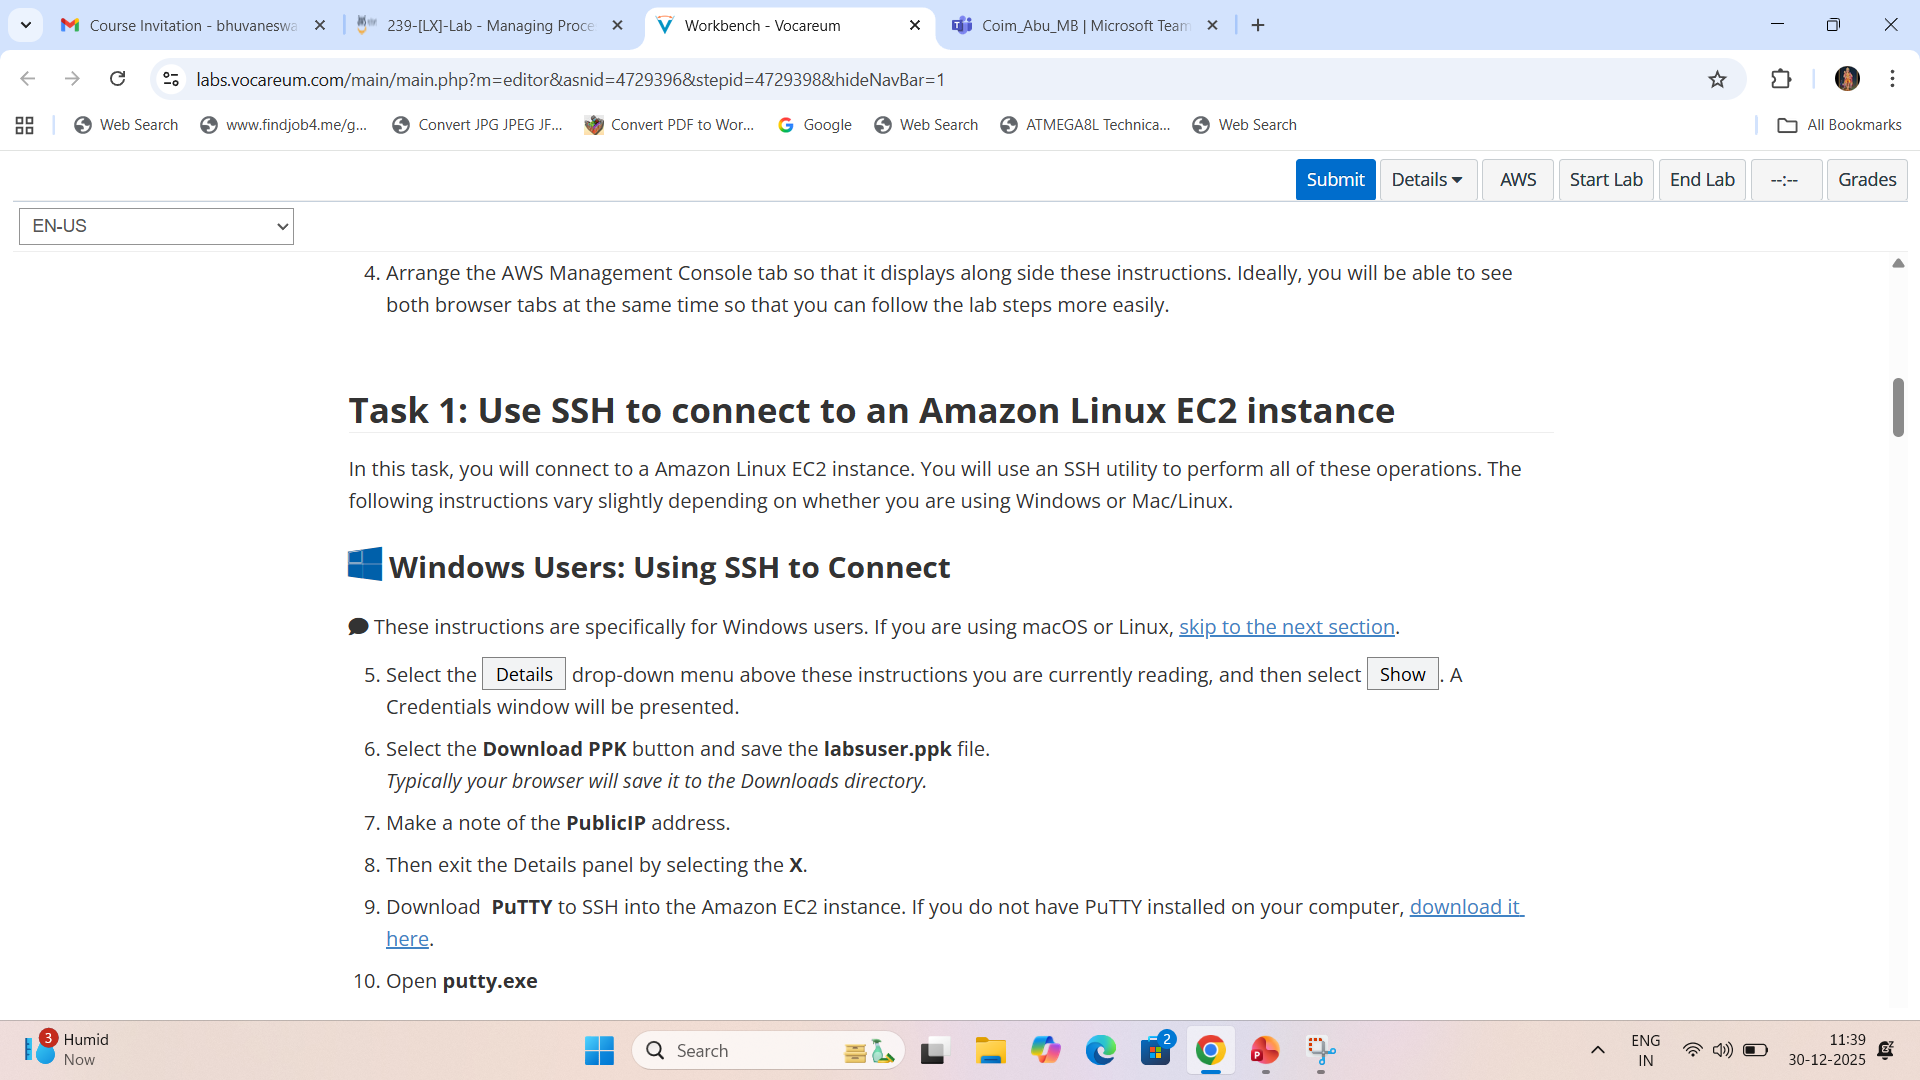 Course Invitation - bhuvaneswa
239-[LX]-Lab - Managing Proce
Workbench - Vocareum
Coim_Abu_MB | Microsoft Team
labs.vocareum.com/main/main.php?m=editor&asnid=4729396&stepid=4729398&hideNavBar=1
Web Search
www.findjob4.me/g...
Convert JPG JPEG JF...
Convert PDF to Wor...
Google
Web Search
ATMEGA8L Technica...
Web Search
All Bookmarks
Submit
Details
AWS
Start Lab
End Lab
--:--
Grades
EN-US
4. Arrange the AWS Management Console tab so that it displays along side these instructions. Ideally, you will be able to see
both browser tabs at the same time so that you can follow the lab steps more easily.
Task 1: Use SSH to connect to an Amazon Linux EC2 instance
In this task, you will connect to a Amazon Linux EC2 instance. You will use an SSH utility to perform all of these operations. The
following instructions vary slightly depending on whether you are using Windows or Mac/Linux.
Windows Users: Using SSH to Connect
These instructions are specifically for Windows users. If you are using macOS or Linux, skip to the next section.
5. Select the Details drop-down menu above these instructions you are currently reading, and then select Show . A
Credentials window will be presented.
6. Select the Download PPK button and save the labsuser.ppk file.
Typically your browser will save it to the Downloads directory.
7. Make a note of the PublicIP address.
8. Then exit the Details panel by selecting the X.
9. Download PuTTY to SSH into the Amazon EC2 instance. If you do not have PuTTY installed on your computer, download it
here.
10. Open putty.exe
3
Humid
Now
Search
2
ENG
IN
11:39
30-12-2025